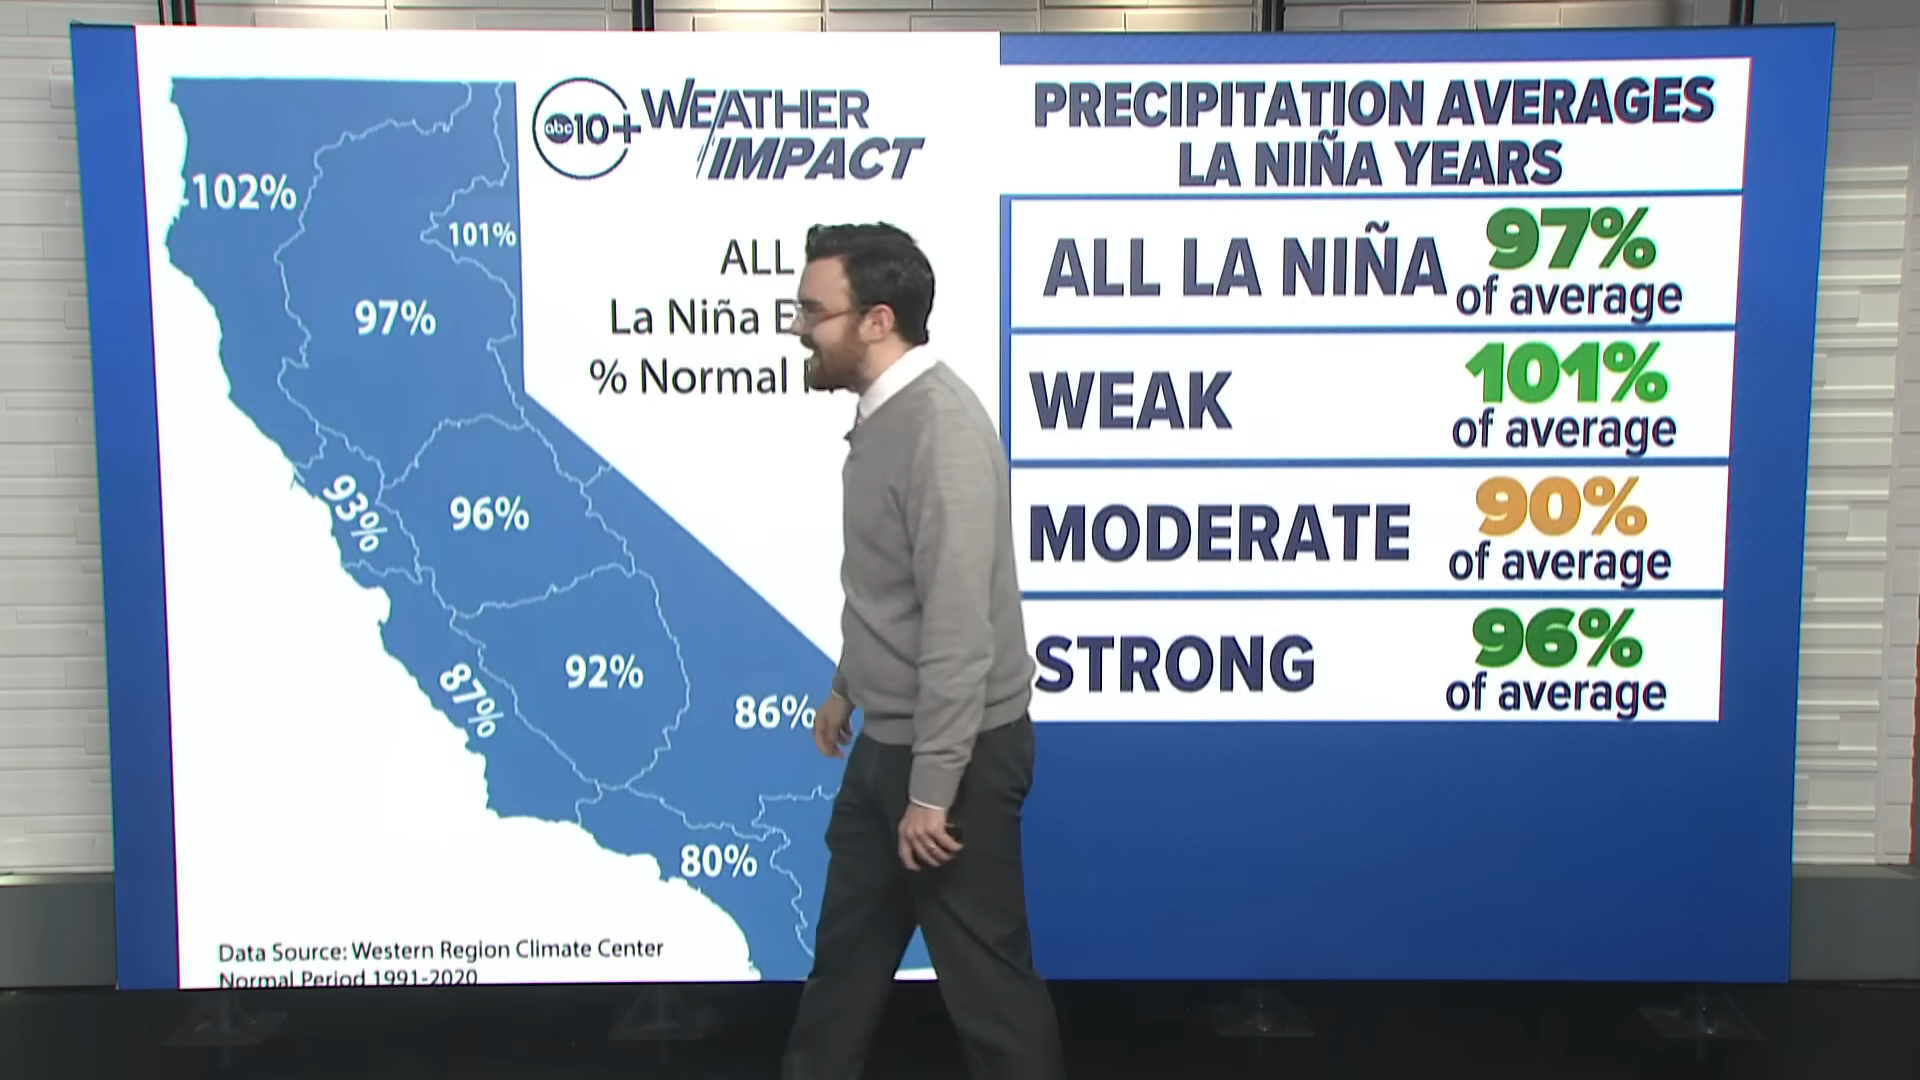 abc10+ WEATHER
IMPACT
ALL
La Niña
% Normal
102%
101%
97%
93%
96%
87%
92%
86%
80%
Data Source: Western Region Climate Center
Normal Period 1991-2020
PRECIPITATION AVERAGES
LA NIÑA YEARS
ALL LA NIÑA 97%
of average
WEAK 101%
of average
MODERATE 90%
of average
STRONG 96%
of average